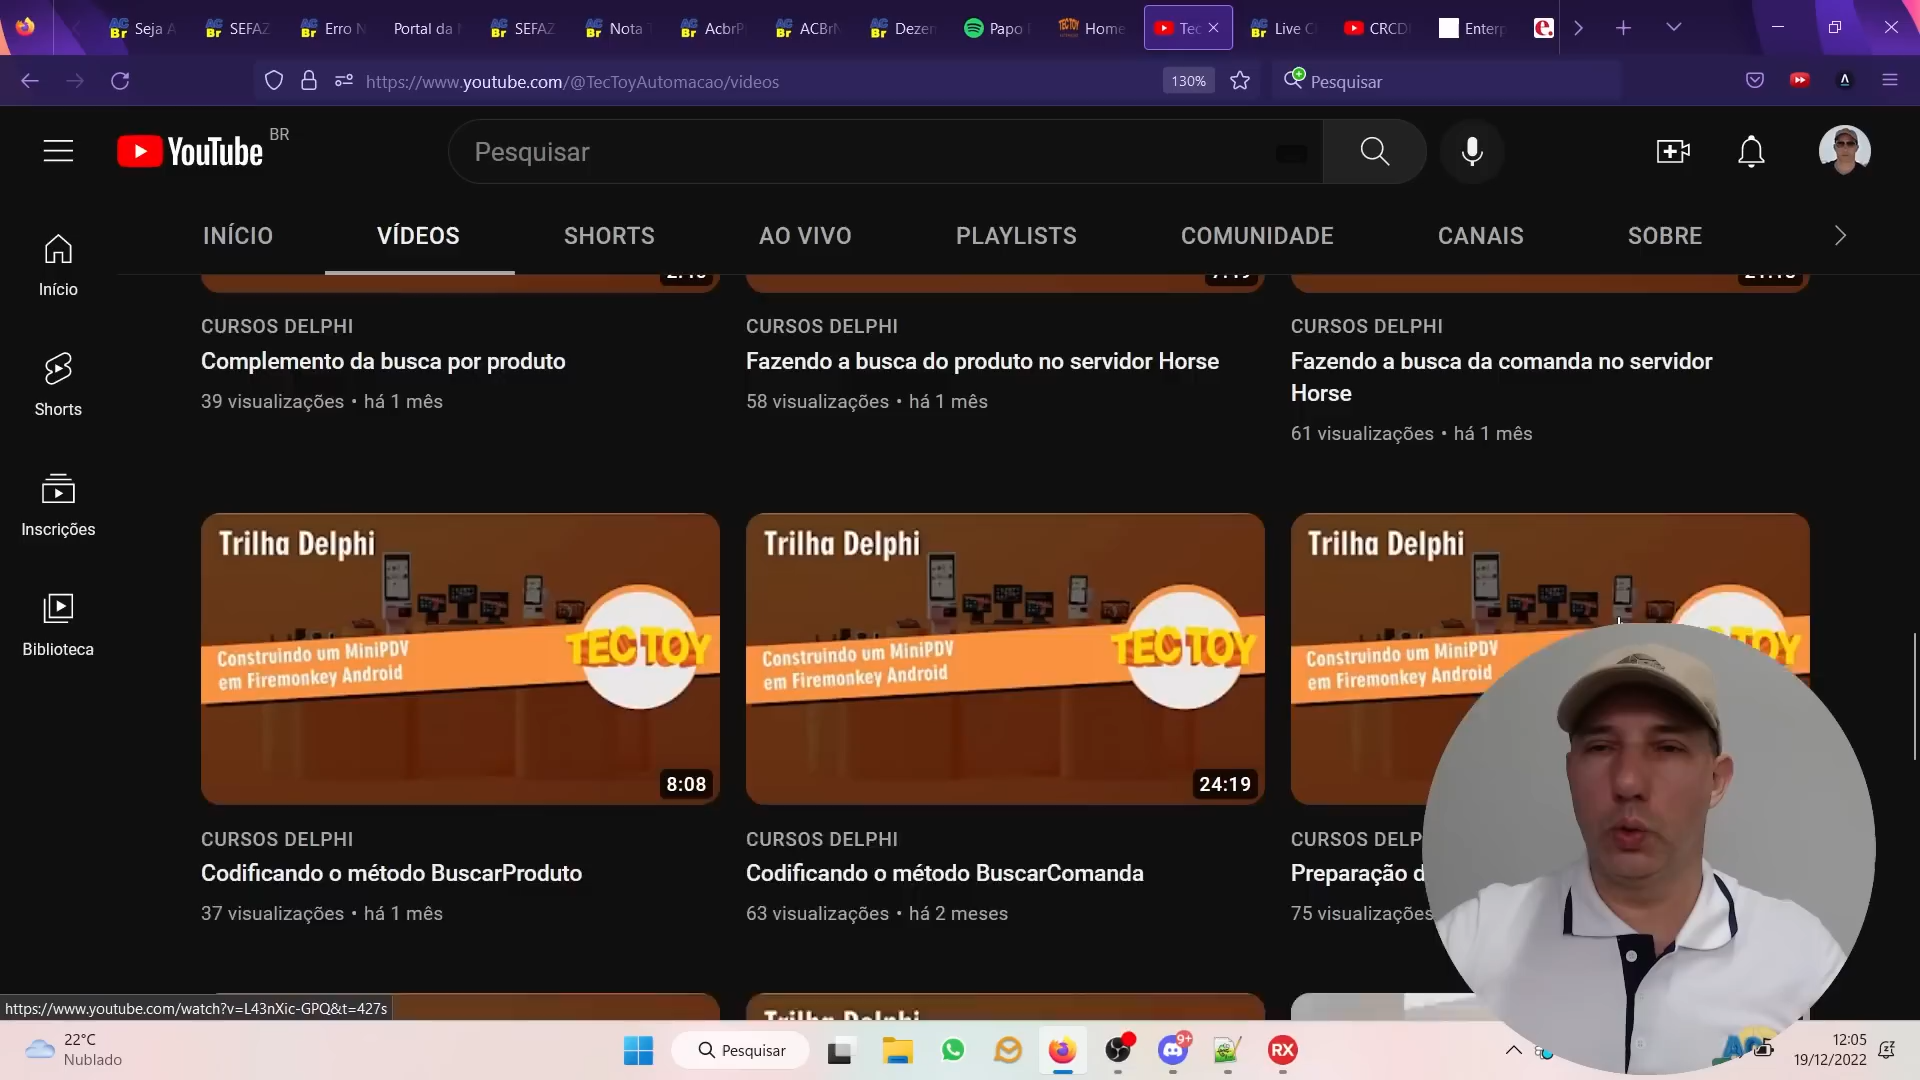 Seja
SEFAZ
Erro
Portal da
SEFAZ
Nota
AcbrP
ACBrN
Dezem
Papo
Home
Tec
Live C
CRCD
Enterp
https://www.youtube.com/@TecToyAutomacao/videos
130%
Pesquisar
YouTube
BR
Pesquisar
INÍCIO
VÍDEOS
SHORTS
AO VIVO
PLAYLISTS
COMUNIDADE
CANAIS
SOBRE
Início
Shorts
Inscrições
Biblioteca
CURSOS DELPHI
Complemento da busca por produto
39 visualizações • há 1 mês
CURSOS DELPHI
Fazendo a busca do produto no servidor Horse
58 visualizações • há 1 mês
CURSOS DELPHI
Fazendo a busca da comanda no servidor
Horse
61 visualizações • há 1 mês
Trilha Delphi
Construindo um MiniPDV
em Firemonkey Android
TECTOY
8:08
CURSOS DELPHI
Codificando o método BuscarProduto
37 visualizações • há 1 mês
Trilha Delphi
Construindo um MiniPDV
em Firemonkey Android
TECTOY
24:19
CURSOS DELPHI
Codificando o método BuscarComanda
63 visualizações • há 2 meses
Trilha Delphi
Construindo um MiniPDV
em Firemonkey Android
CURSOS DELP
Preparação d
75 visualizações
Trilha Delphi
https://www.youtube.com/watch?v=L43nXic-GPQ&t=427s
22°C
Nublado
Pesquisar
9+
RX
12:05
19/12/2022